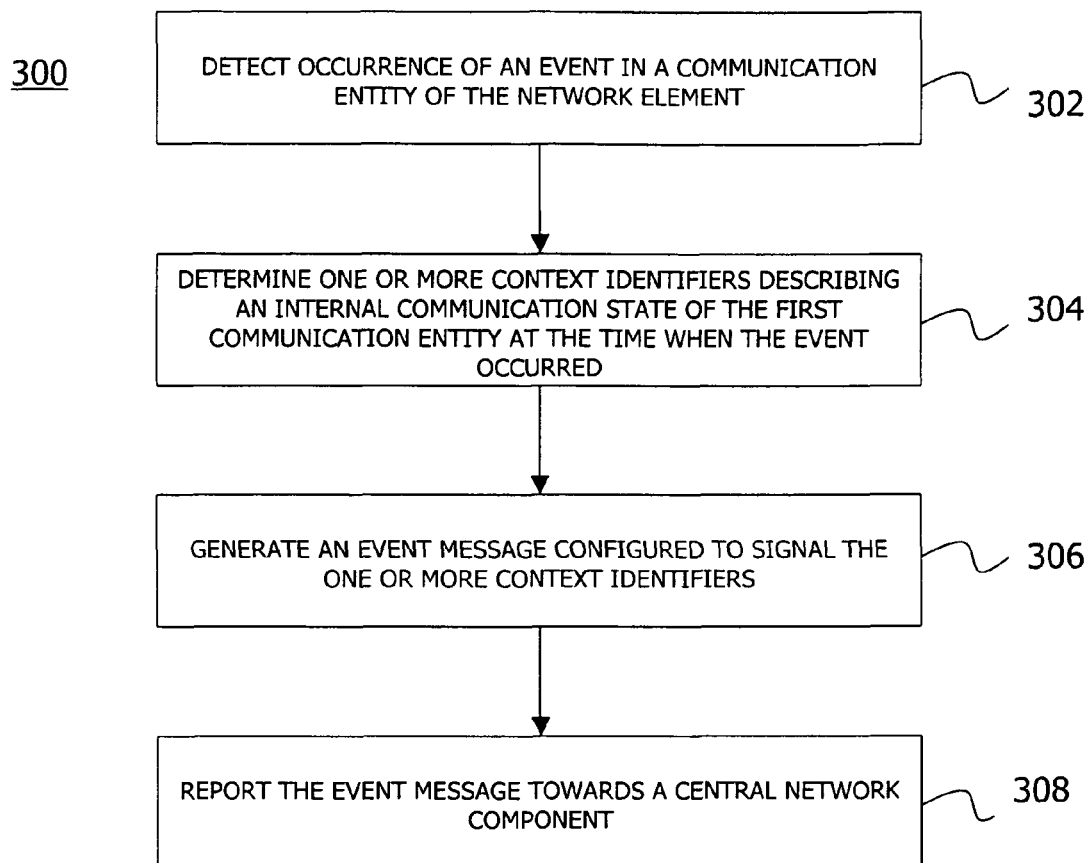 300
DETECT OCCURRENCE OF AN EVENT IN A COMMUNICATION
ENTITY OF THE NETWORK ELEMENT
302
DETERMINE ONE OR MORE CONTEXT IDENTIFIERS DESCRIBING
AN INTERNAL COMMUNICATION STATE OF THE FIRST
COMMUNICATION ENTITY AT THE TIME WHEN THE EVENT
OCCURRED
304
GENERATE AN EVENT MESSAGE CONFIGURED TO SIGNAL THE
ONE OR MORE CONTEXT IDENTIFIERS
306
REPORT THE EVENT MESSAGE TOWARDS A CENTRAL NETWORK
COMPONENT
308